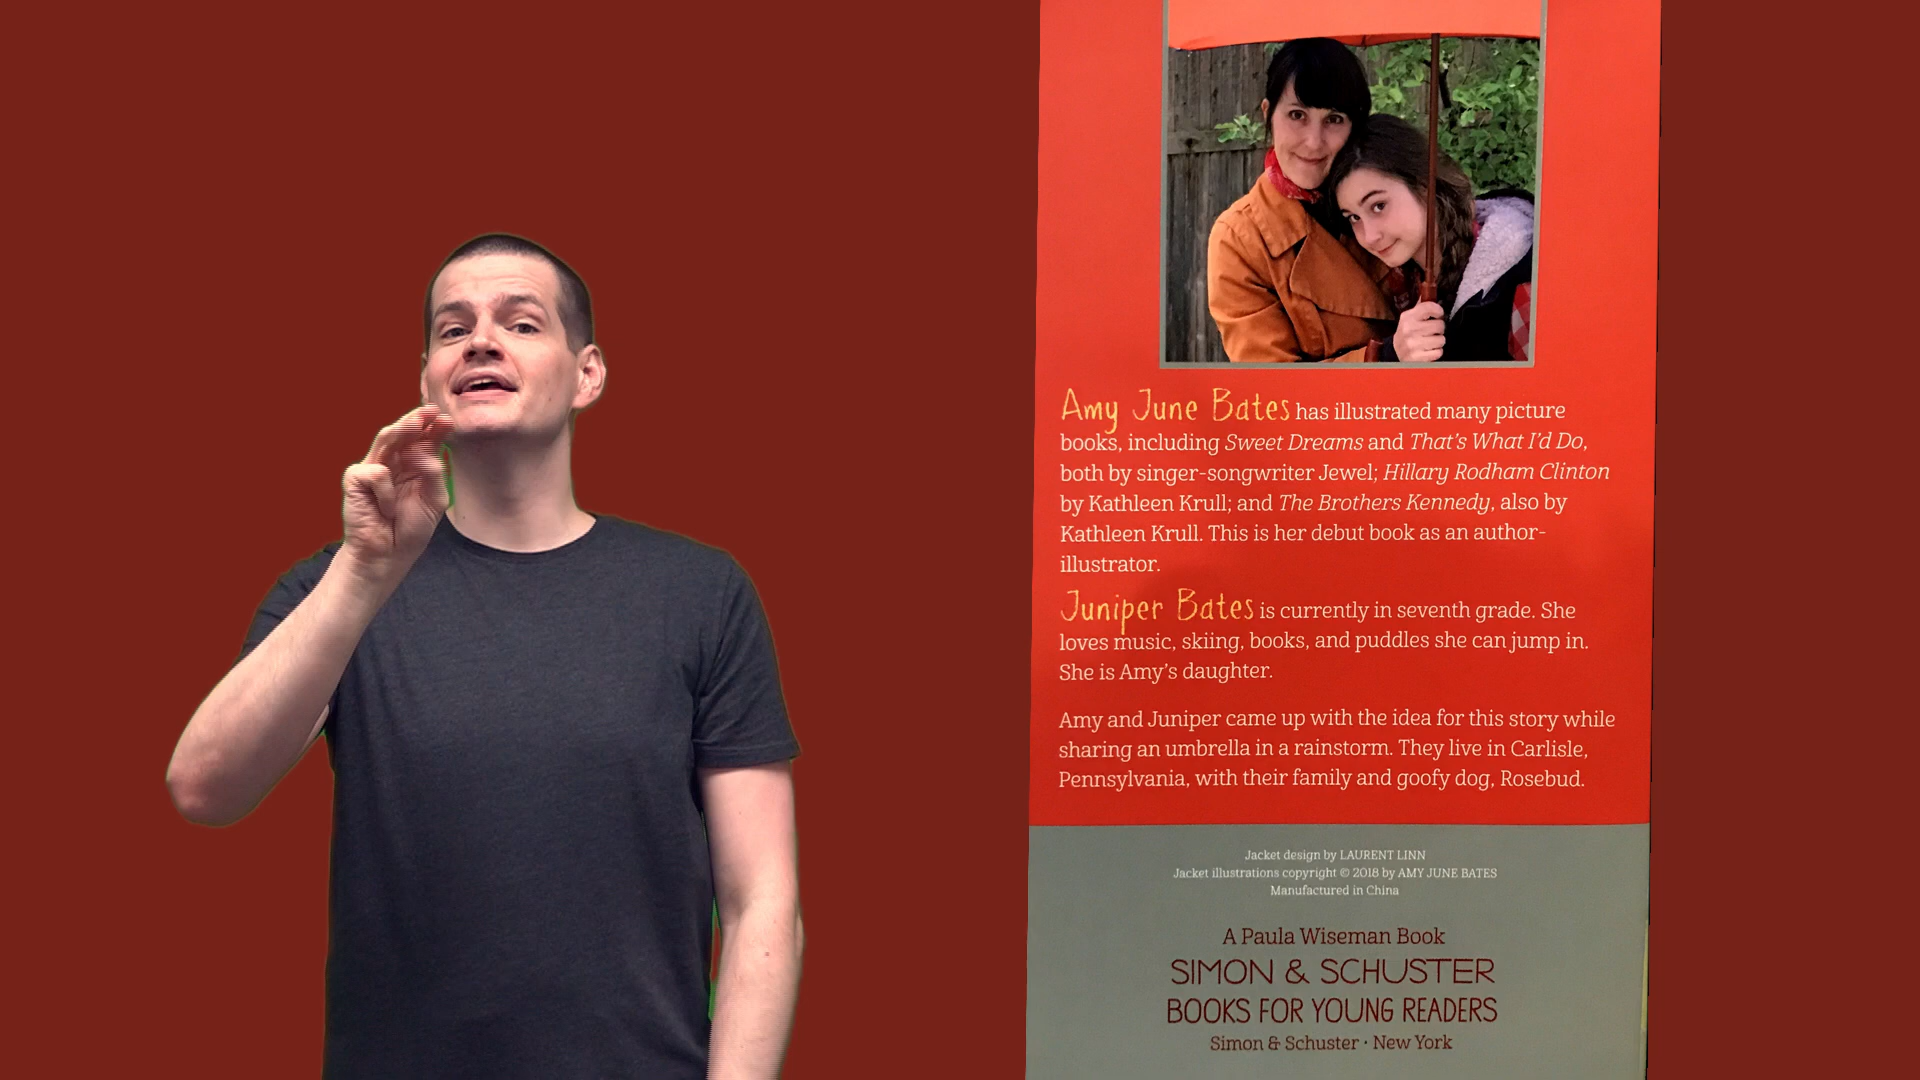 Amy June Bates has illustrated many picture
books, including Sweet Dreams and That's What I'd Do,
both by singer-songwriter Jewel; Hillary Rodham Clinton
by Kathleen Krull; and The Brothers Kennedy, also by
Kathleen Krull. This is her debut book as an author-
illustrator.
Juniper Bates is currently in seventh grade. She
loves music, skiing, books, and puddles she can jump in.
She is Amy's daughter.
Amy and Juniper came up with the idea for this story while
sharing an umbrella in a rainstorm. They live in Carlisle,
Pennsylvania, with their family and goofy dog, Rosebud.
Jacket design by LAURENT LINN
Jacket illustrations copyright © 2018 by AMY JUNE BATES
Manufactured in China
A Paula Wiseman Book
SIMON & SCHUSTER
BOOKS FOR YOUNG READERS
Simon & Schuster · New York